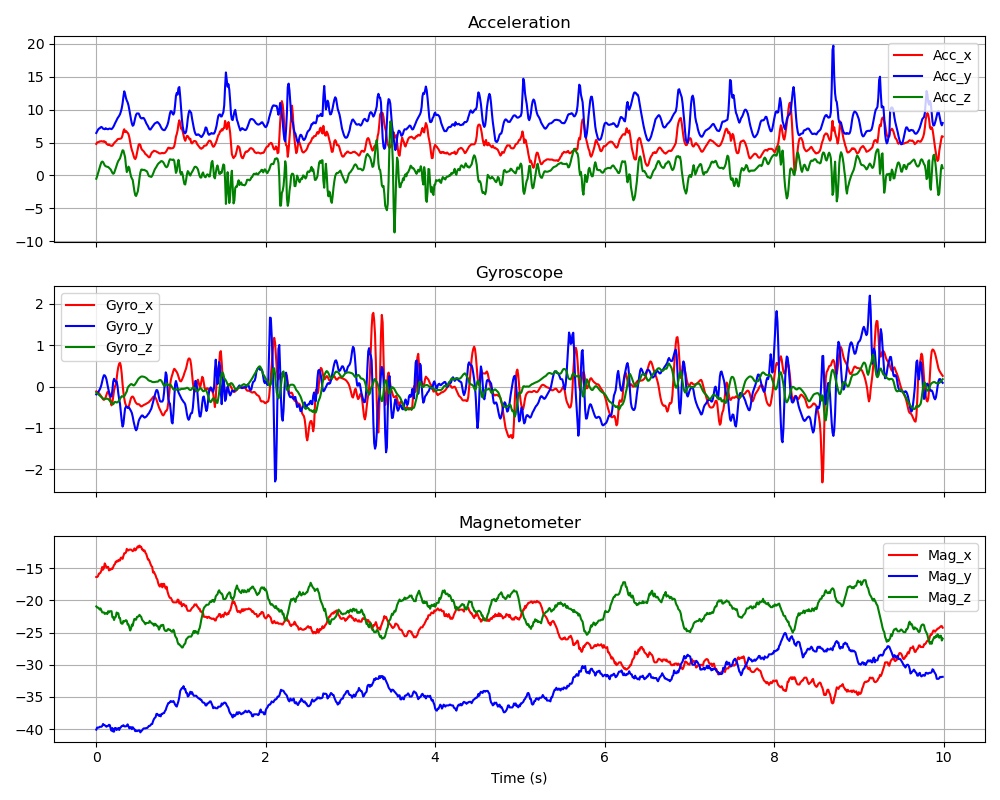 Acceleration
20
15
10
5
0
−5
−10
Acc_x
Acc_y
Acc_z
Gyroscope
2
1
0
−1
−2
Gyro_x
Gyro_y
Gyro_z
Magnetometer
−15
−20
−25
−30
−35
−40
Mag_x
Mag_y
Mag_z
0 2 4 6 8 10
Time (s)